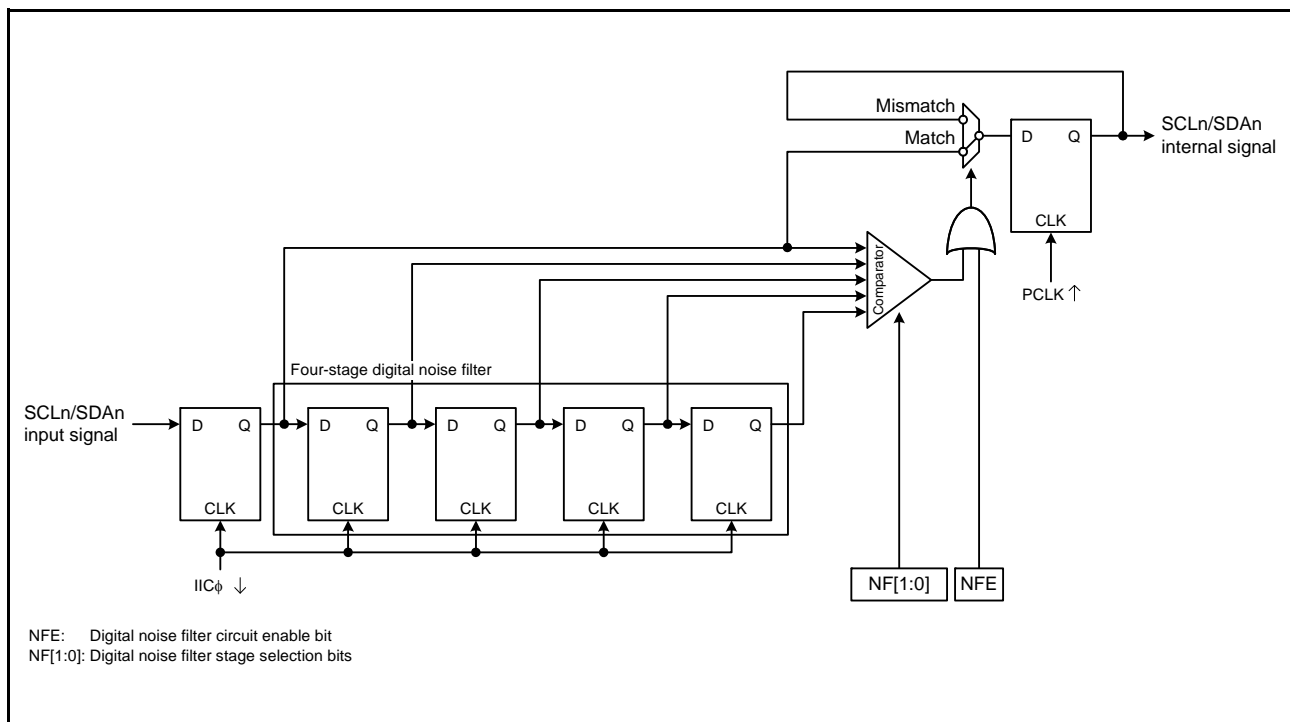 Mismatch
Match
D Q
CLK
PCLK ↑
SCLn/SDAn
internal signal
Comparator
Four-stage digital noise filter
SCLn/SDAn
input signal
D Q
CLK
D Q
CLK
D Q
CLK
D Q
CLK
D Q
CLK
IICϕ ↓
NF[1:0]
NFE
NFE: Digital noise filter circuit enable bit
NF[1:0]: Digital noise filter stage selection bits